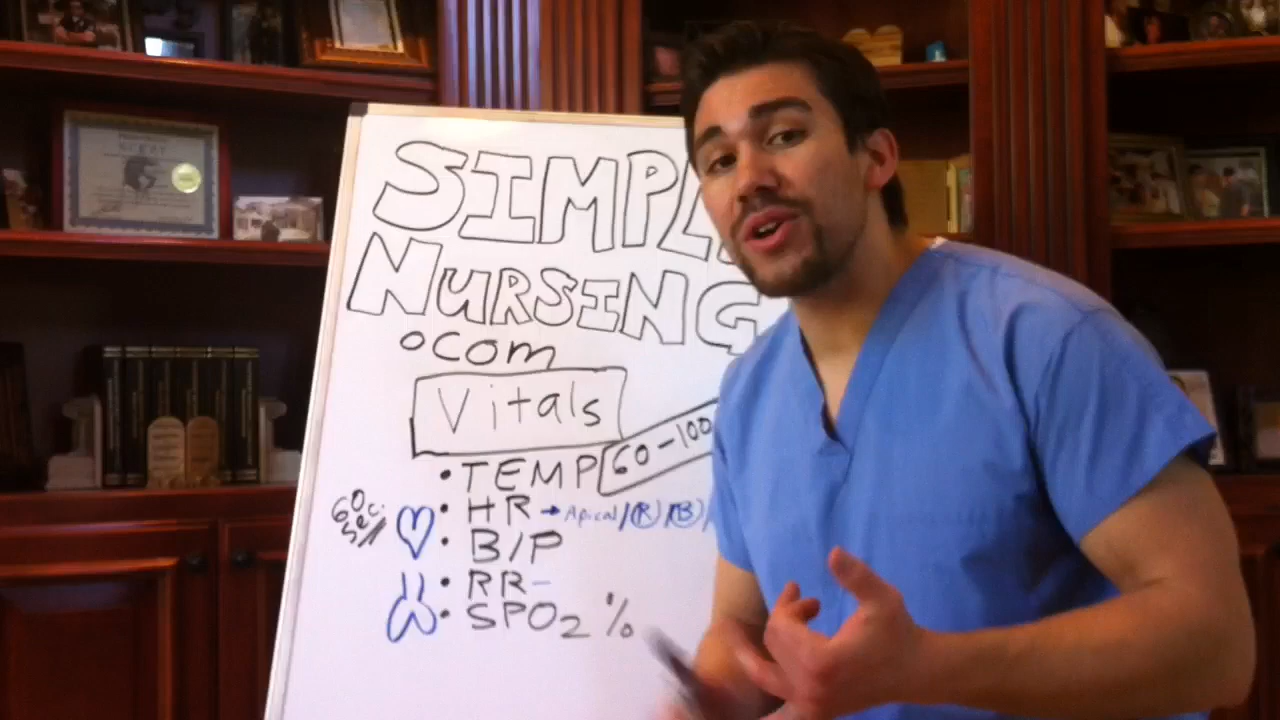 SIMPL
NURSING
.com
Vitals
60-100
• TEMP
• HR → Apical / R / B /
60 sec.
• B/P
• RR-
• SPO2 %